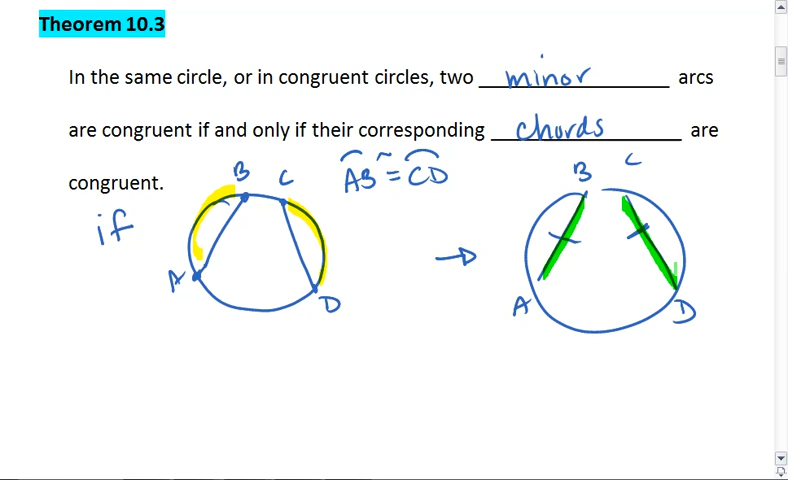 Theorem 10.3
In the same circle, or in congruent circles, two minor arcs
are congruent if and only if their corresponding chords are
congruent.
AB ≅ CD
if
B C
A
D
→
B C
A
D